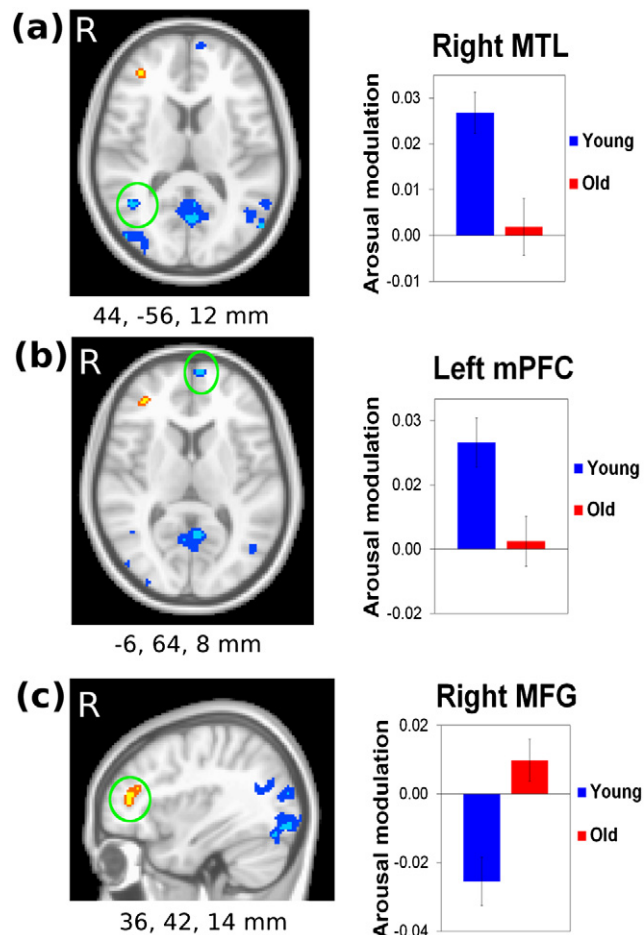 (a) R
44, -56, 12 mm
Right MTL
Arosual modulation
0.03
0.02
0.01
0.00
-0.01
Young
Old
(b) R
-6, 64, 8 mm
Left mPFC
Arousal modulation
0.03
0.02
0.00
-0.02
Young
Old
(c) R
36, 42, 14 mm
Right MFG
Arousal modulation
0.02
0.00
-0.02
-0.04
Young
Old